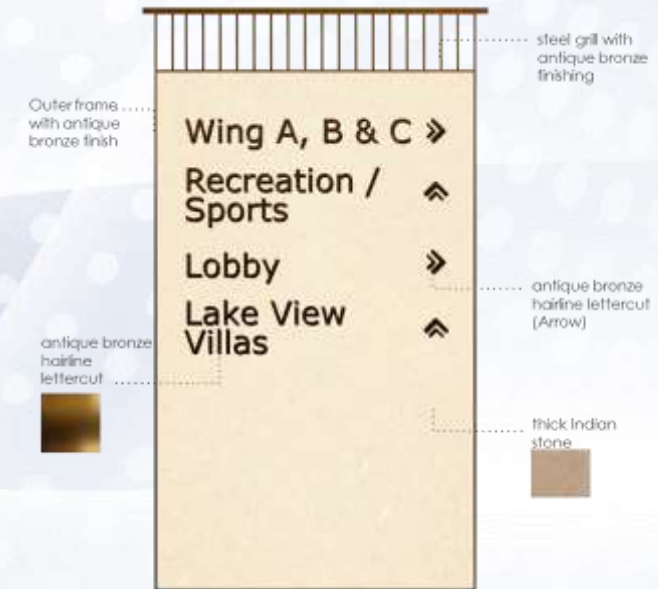 steel grill with
antique bronze
finishing
Outer frame
with antique
bronze finish
Wing A, B & C
Recreation /
Sports
Lobby
Lake View
Villas
antique bronze
hairline lettercut
(Arrow)
antique bronze
hairline
lettercut
thick Indian
stone